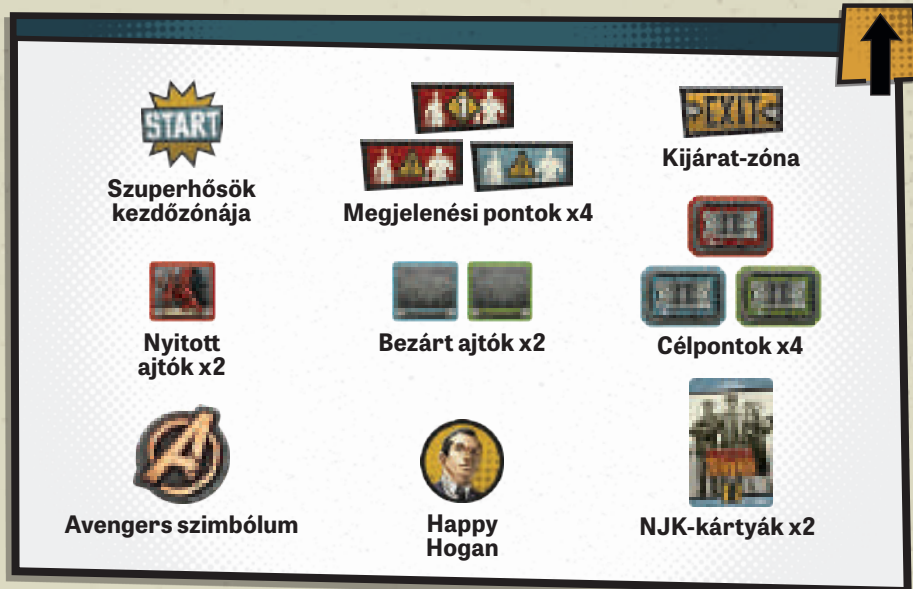 START
Szuperhősök
kezdőzónája
1
Megjelenési pontok x4
EXIT
Kijárat-zóna
Nyitott
ajtók x2
Bezárt ajtók x2
Célpontok x4
A
Avengers szimbólum
Happy
Hogan
NJK-kártyák x2